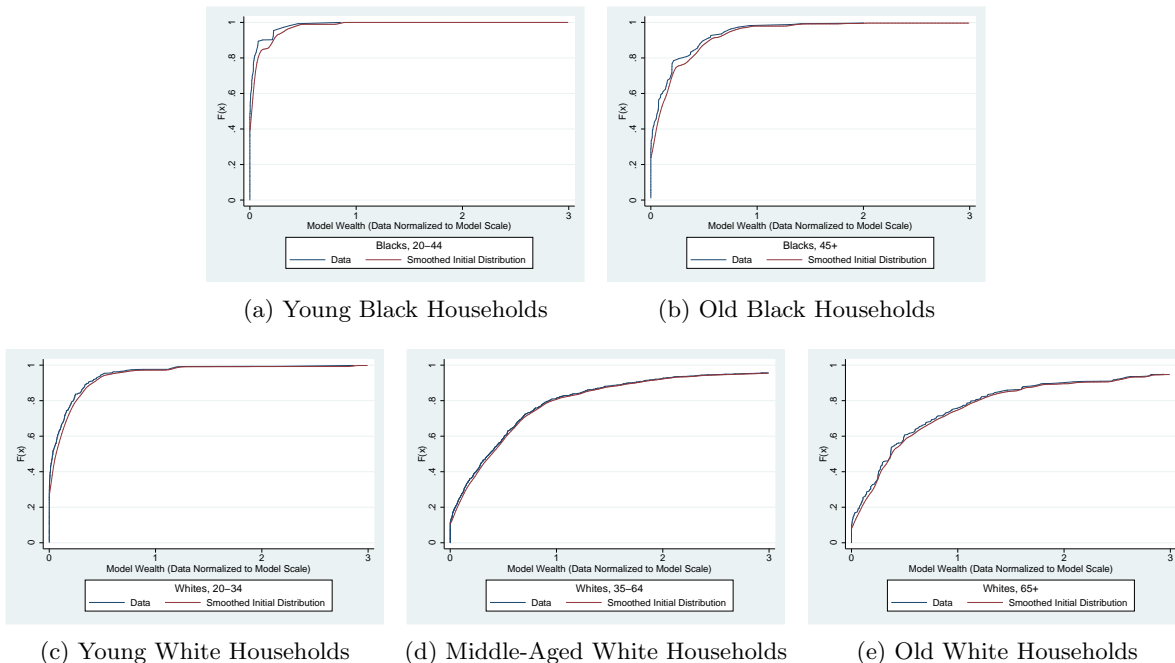 F(x)
0 .2 .4 .6 .8 1
0 1 2 3
Model Wealth (Data Normalized to Model Scale)
Blacks, 20–44
Data Smoothed Initial Distribution
(a) Young Black Households
F(x)
0 .2 .4 .6 .8 1
0 1 2 3
Model Wealth (Data Normalized to Model Scale)
Blacks, 45+
Data Smoothed Initial Distribution
(b) Old Black Households
F(x)
0 .2 .4 .6 .8 1
0 1 2 3
Model Wealth (Data Normalized to Model Scale)
Whites, 20–34
Data Smoothed Initial Distribution
(c) Young White Households
F(x)
0 .2 .4 .6 .8 1
0 1 2 3
Model Wealth (Data Normalized to Model Scale)
Whites, 35–64
Data Smoothed Initial Distribution
(d) Middle-Aged White Households
F(x)
0 .2 .4 .6 .8 1
0 1 2 3
Model Wealth (Data Normalized to Model Scale)
Whites, 65+
Data Smoothed Initial Distribution
(e) Old White Households